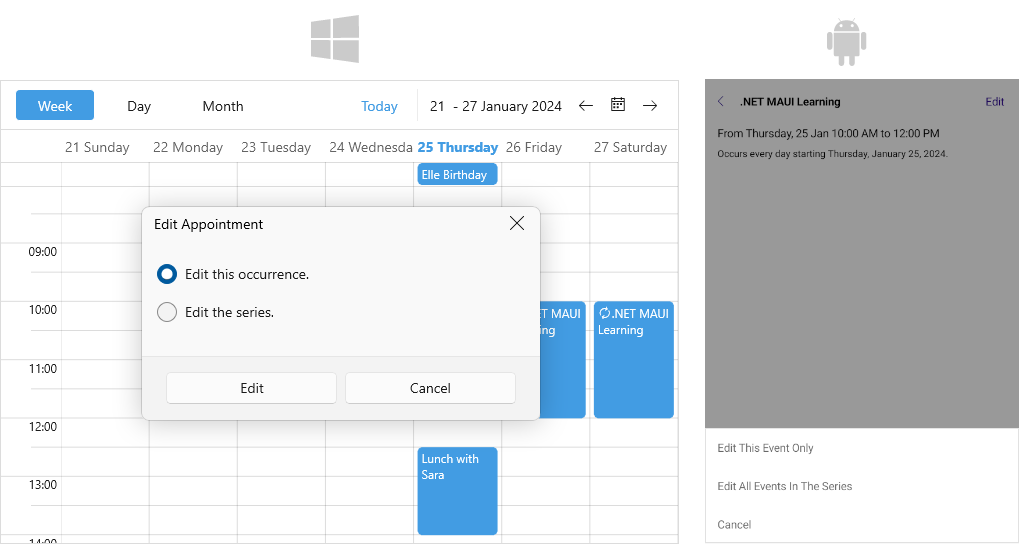 Week Day Month Today 21 - 27 January 2024
21 Sunday 22 Monday 23 Tuesday 24 Wednesda 25 Thursday 26 Friday 27 Saturday
Elle Birthday
Edit Appointment
09:00
Edit this occurrence.
10:00
Edit the series.
ET MAUI
ing
.NET MAUI
Learning
11:00
Edit Cancel
12:00
Lunch with
Sara
13:00
14:00
.NET MAUI Learning Edit
From Thursday, 25 Jan 10:00 AM to 12:00 PM
Occurs every day starting Thursday, January 25, 2024.
Edit This Event Only
Edit All Events In The Series
Cancel